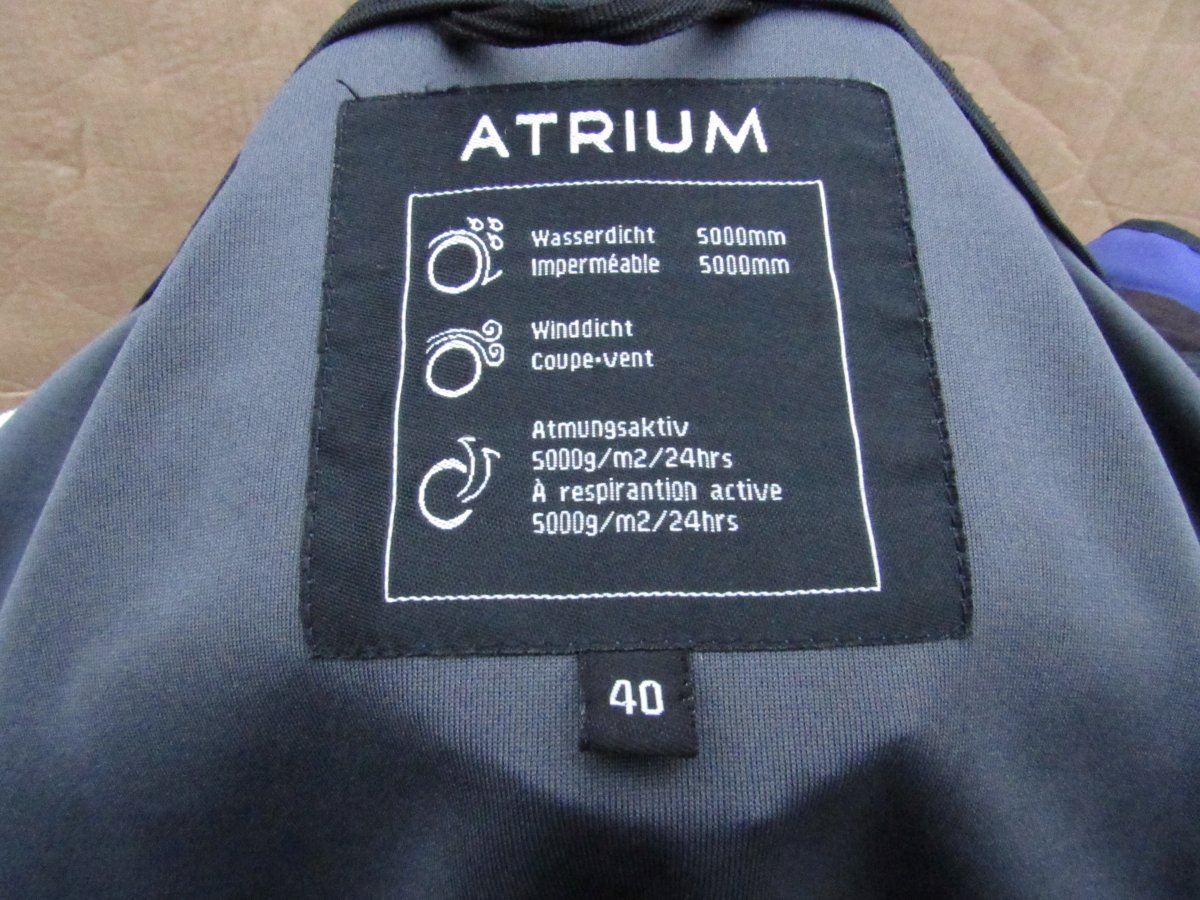 ATRIUM
Wasserdicht 5000mm
Imperméable 5000mm
Winddicht
Coupe-vent
Atmungsaktiv
5000g/m2/24hrs
À respirantion active
5000g/m2/24hrs
40